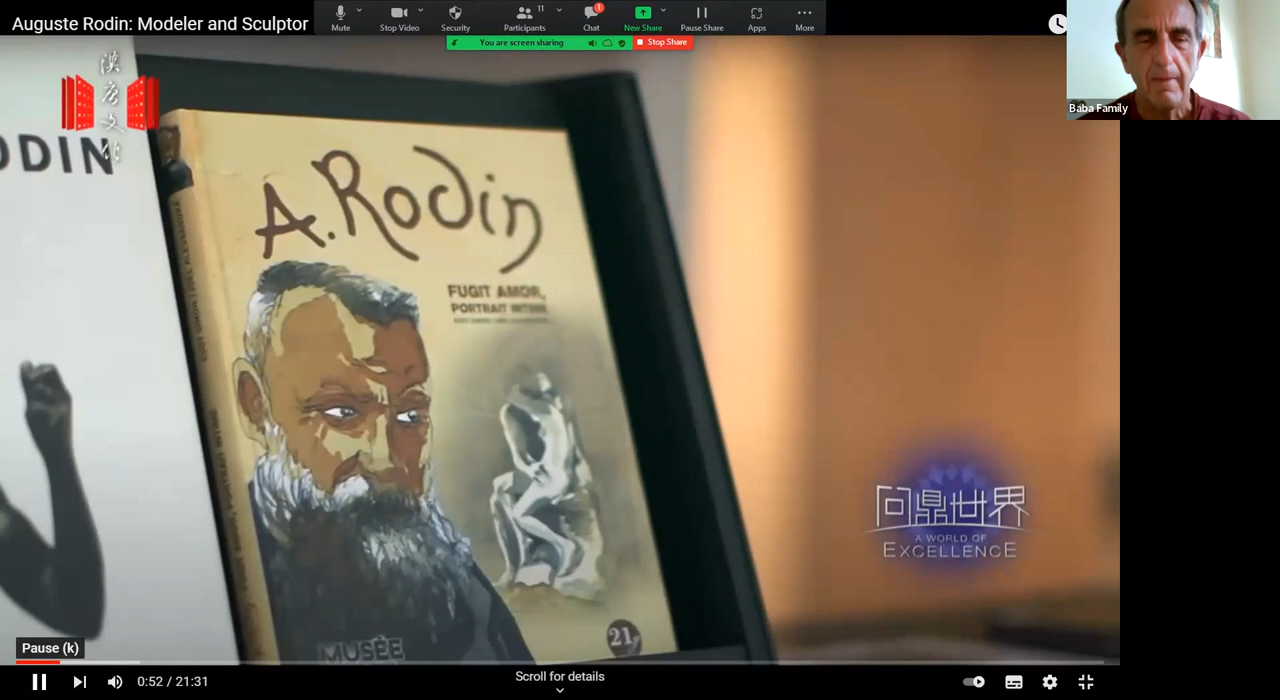 Auguste Rodin: Modeler and Sculptor
Mute
Stop Video
Security
11
Participants
1
Chat
New Share
Pause Share
Apps
More
You are screen sharing
Stop Share
Baba Family
漢唐文化
ODIN
A. Rodin
FUGIT AMOR,
PORTRAIT INTIME
MUSÉE
21
問鼎世界
A WORLD OF
EXCELLENCE
Pause (k)
0:52 / 21:31
Scroll for details